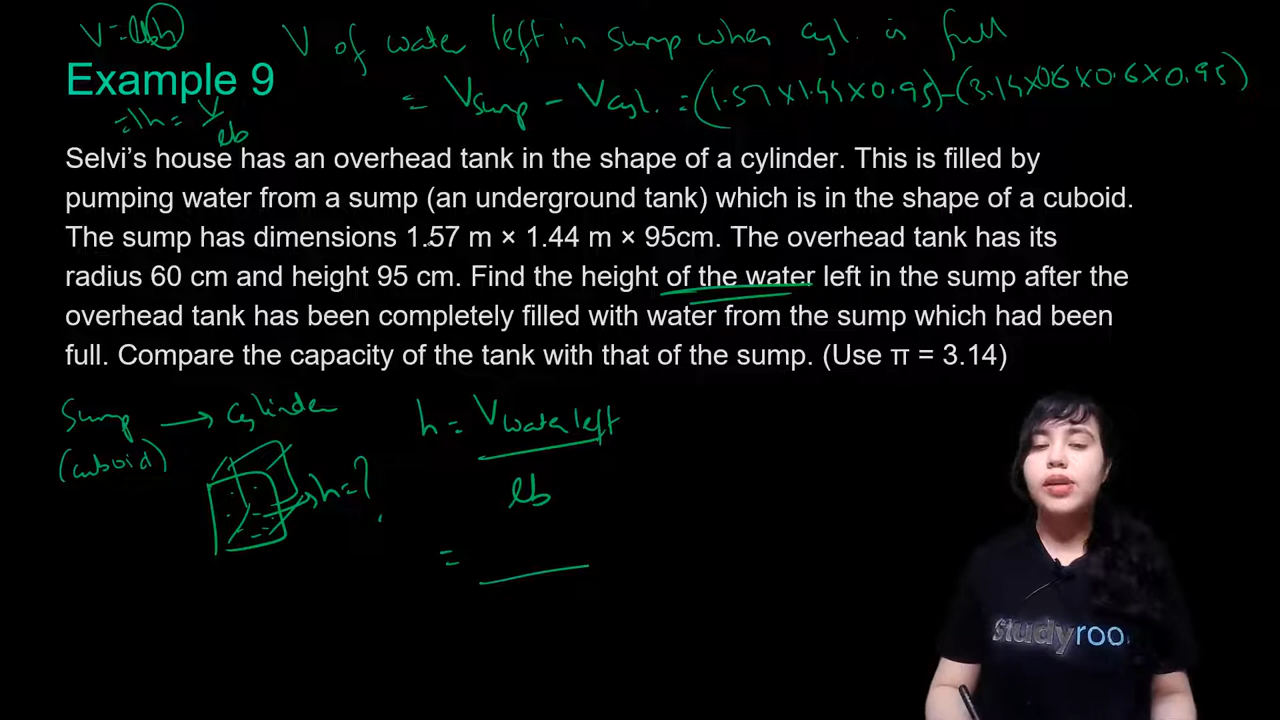 V = lbh
V of water left in sump when cyl. is full
Example 9
= Vsump - Vcyl. = (1.57 × 1.44 × 0.95) - (3.14 × 0.6 × 0.6 × 0.95)
⇒ h = V
lb
Selvi's house has an overhead tank in the shape of a cylinder. This is filled by
pumping water from a sump (an underground tank) which is in the shape of a cuboid.
The sump has dimensions 1.57 m × 1.44 m × 95cm. The overhead tank has its
radius 60 cm and height 95 cm. Find the height of the water left in the sump after the
overhead tank has been completely filled with water from the sump which had been
full. Compare the capacity of the tank with that of the sump. (Use π = 3.14)
Sump → cylinder
(cuboid)
h = ?
h = Vwater left
lb
=
studyroo